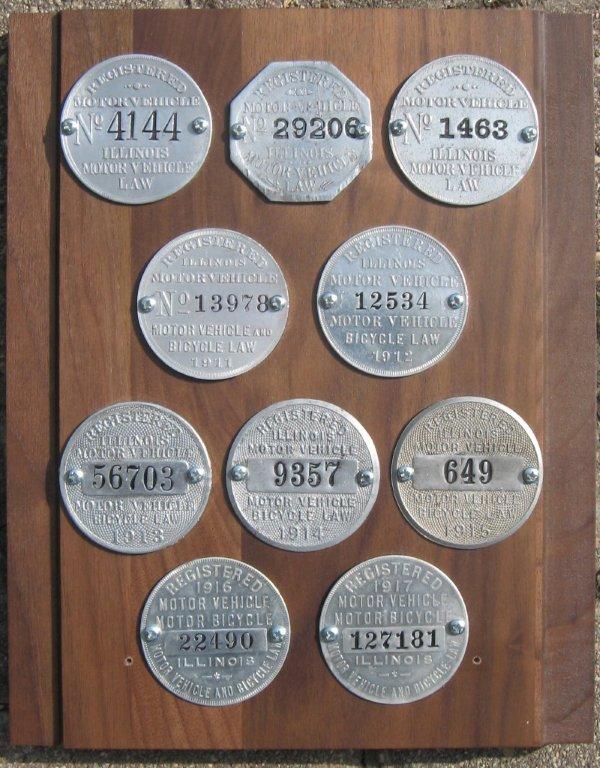 REGISTERED
MOTOR VEHICLE
No 4144
ILLINOIS
MOTOR VEHICLE
LAW
REGISTERED
MOTOR VEHICLE
No 29206
ILLINOIS
MOTOR VEHICLE
LAW
REGISTERED
MOTOR VEHICLE
No 1463
ILLINOIS
MOTOR VEHICLE
LAW
REGISTERED
ILLINOIS
MOTOR VEHICLE
No 13978
MOTOR VEHICLE AND
BICYCLE LAW
1911
REGISTERED
ILLINOIS
MOTOR VEHICLE
12534
MOTOR VEHICLE
BICYCLE LAW
1912
REGISTERED
ILLINOIS
MOTOR VEHICLE
56703
MOTOR VEHICLE
BICYCLE LAW
1913
REGISTERED
ILLINOIS
MOTOR VEHICLE
9357
MOTOR VEHICLE
BICYCLE LAW
1914
REGISTERED
ILLINOIS
MOTOR VEHICLE
649
MOTOR VEHICLE
BICYCLE LAW
1915
REGISTERED
1916
MOTOR VEHICLE
MOTOR BICYCLE
22490
ILLINOIS
MOTOR VEHICLE AND BICYCLE LAW
REGISTERED
1917
MOTOR VEHICLE
MOTOR BICYCLE
127181
ILLINOIS
MOTOR VEHICLE AND BICYCLE LAW